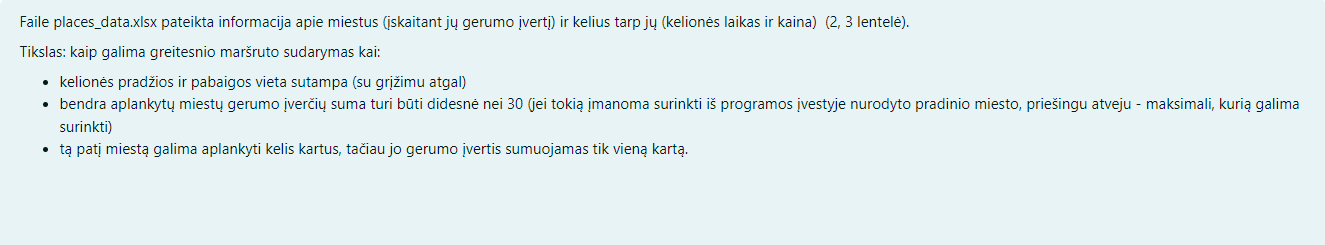 Faile places_data.xlsx pateikta informacija apie miestus (įskaitant jų gerumo įvertį) ir kelius tarp jų (kelionės laikas ir kaina)  (2, 3 lentelė).
Tikslas: kaip galima greitesnio maršruto sudarymas kai:
• kelionės pradžios ir pabaigos vieta sutampa (su grįžimu atgal)
• bendra aplankytų miestų gerumo įverčių suma turi būti didesnė nei 30 (jei tokią įmanoma surinkti iš programos įvestyje nurodyto pradinio miesto, priešingu atveju - maksimali, kurią galima
surinkti)
• tą patį miestą galima aplankyti kelis kartus, tačiau jo gerumo įvertis sumuojamas tik vieną kartą.